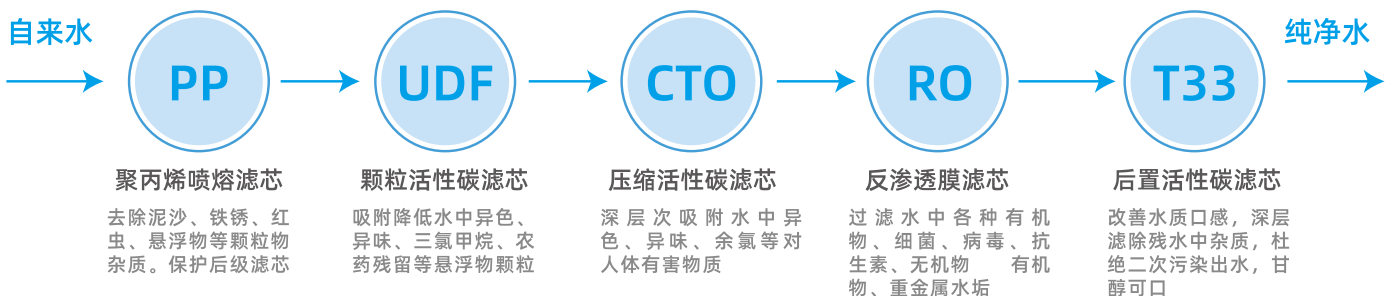 自来水
纯净水
PP
UDF
CTO
RO
T33
聚丙烯喷熔滤芯
去除泥沙、铁锈、红
虫、悬浮物等颗粒物
杂质。保护后级滤芯
颗粒活性碳滤芯
吸附降低水中异色、
异味、三氯甲烷、农
药残留等悬浮物颗粒
压缩活性碳滤芯
深层次吸附水中异
色、异味、余氯等对
人体有害物质
反渗透膜滤芯
过滤水中各种有机
物、细菌、病毒、抗
生素、无机物 有机
物、重金属水垢
后置活性碳滤芯
改善水质口感，深层
滤除残水中杂质，杜
绝二次污染出水，甘
醇可口